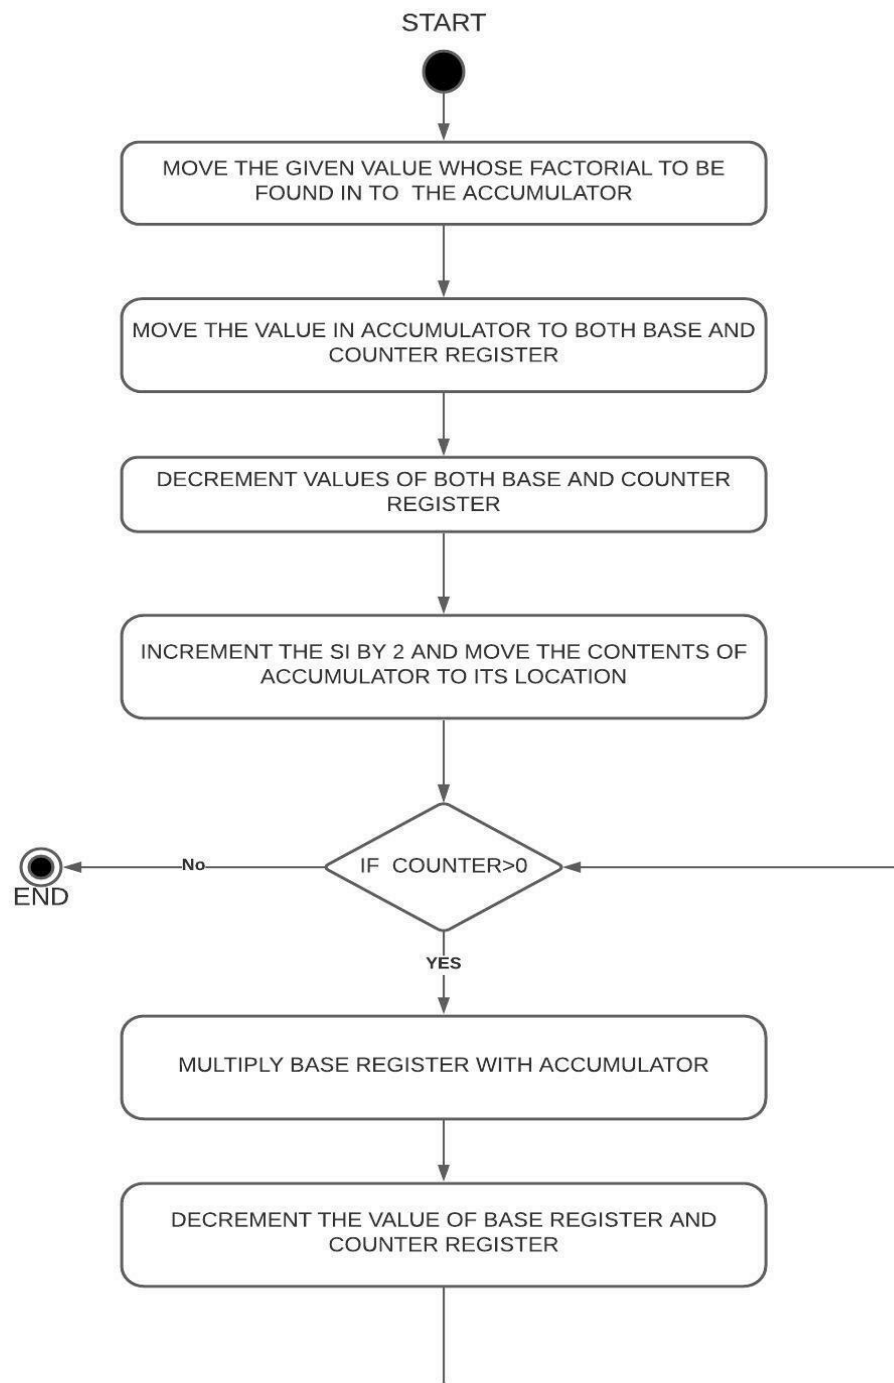 START
MOVE THE GIVEN VALUE WHOSE FACTORIAL TO BE
FOUND IN TO THE ACCUMULATOR
MOVE THE VALUE IN ACCUMULATOR TO BOTH BASE AND
COUNTER REGISTER
DECREMENT VALUES OF BOTH BASE AND COUNTER
REGISTER
INCREMENT THE SI BY 2 AND MOVE THE CONTENTS OF
ACCUMULATOR TO ITS LOCATION
IF COUNTER>0
No
END
YES
MULTIPLY BASE REGISTER WITH ACCUMULATOR
DECREMENT THE VALUE OF BASE REGISTER AND
COUNTER REGISTER